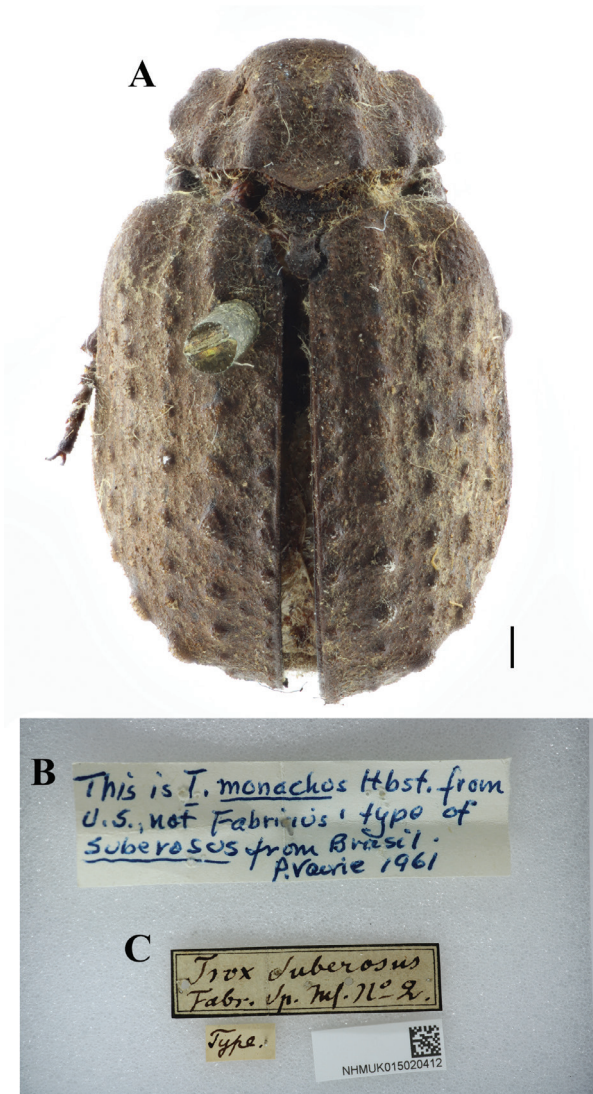 A
B
This is T. monachos Hbst. from
U.S., not Fabricius' type of
suberosus from Brasil.
P. Vaurie 1961
C
Trox suberosus
Fabr. Sp. Inf. No 2.
Type.
NHMUK015020412